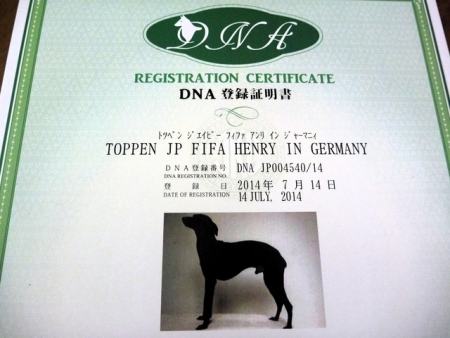 DNA
REGISTRATION CERTIFICATE
DNA 登録証明書
トツペン ジエイピー フィファ アンリ イン ジャーマニィ
TOPPEN JP FIFA HENRY IN GERMANY
DNA登録番号 DNA JP004540/14
DNA REGISTRATION NO.
登録日 2014年 7月14日
DATE OF REGISTRATION 14 JULY, 2014